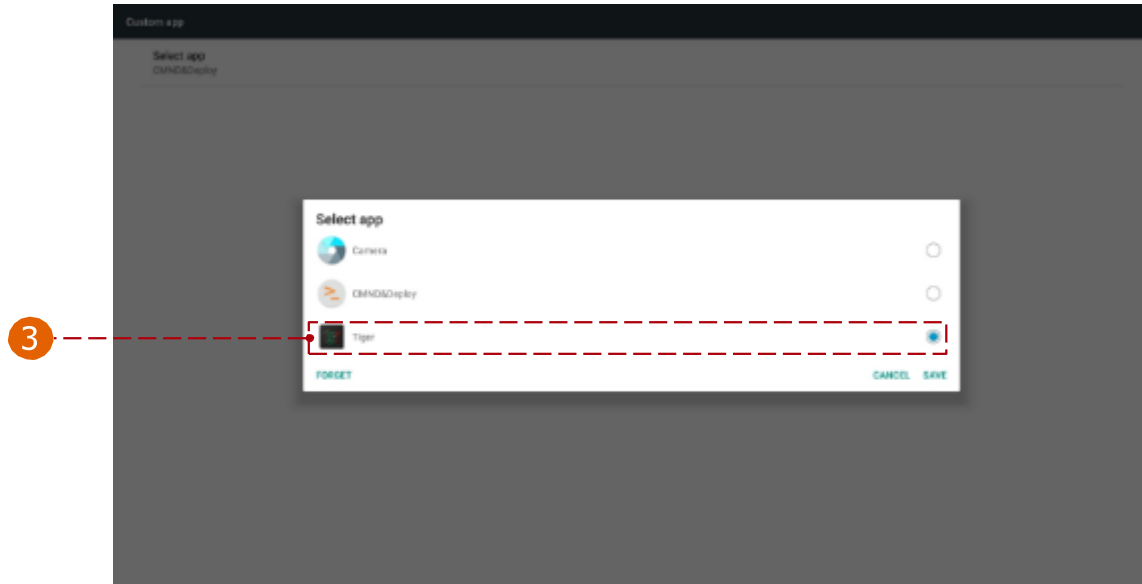 Custom app
Select app
CMND&Deploy
Select app
Camera
CMND&Deploy
3
Tiger
FORGET
CANCEL SAVE